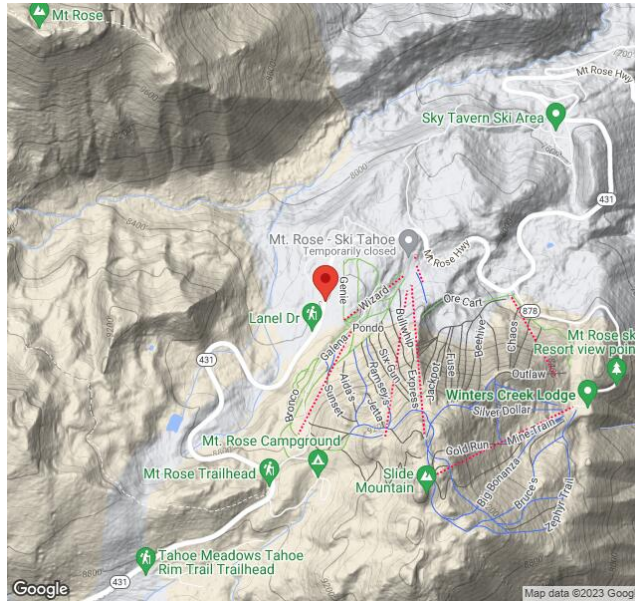 Mt Rose
Mt Rose Hwy
8200
Sky Tavern Ski Area
8000
431
8400
Mt. Rose - Ski Tahoe
Temporarily closed
Mt Rose Hwy
Genie
Wizard
Ore Cart
878
Lanel Dr
Galena
Pondo
Bullwhip
Beehive
Chaos
Mt Rose sk
Resort view poin
431
Six-Gun
Express
Jackpot
Fuse
Outlaw
Bronco
Sunset
Aida's
Ramsey's
Jetta
Winters Creek Lodge
Silver Dollar
Mt. Rose Campground
Gold Run
Mine-Train
Mt Rose Trailhead
Slide
Mountain
Big-Bonanza
Bruce's
Zephyr-Trail
Tahoe Meadows Tahoe
Rim Trail Trailhead
431
Google
Map data ©2023 Goog